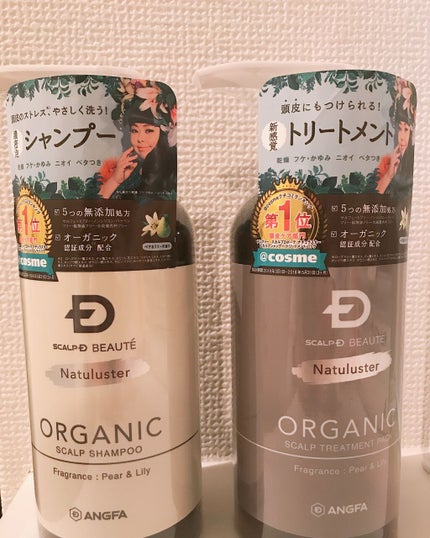 頭皮のストレス、やさしく洗う！
シャンプー
乾燥 フケ・かゆみ ニオイ ベタつき
5つの無添加処方
オーガニック
認証成分 配合
第1位
@cosme
SCALP-D BEAUTÉ
Natuluster
ORGANIC
SCALP SHAMPOO
Fragrance : Pear & Lily
ANGFA
頭皮にもつけられる！
新感覚
トリートメント
乾燥 フケ・かゆみ ニオイ ベタつき
5つの無添加処方
オーガニック
認証成分 配合
第1位
@cosme
SCALP-D BEAUTÉ
Natuluster
ORGANIC
SCALP TREATMENT PACK
Fragrance : Pear & Lily
ANGFA